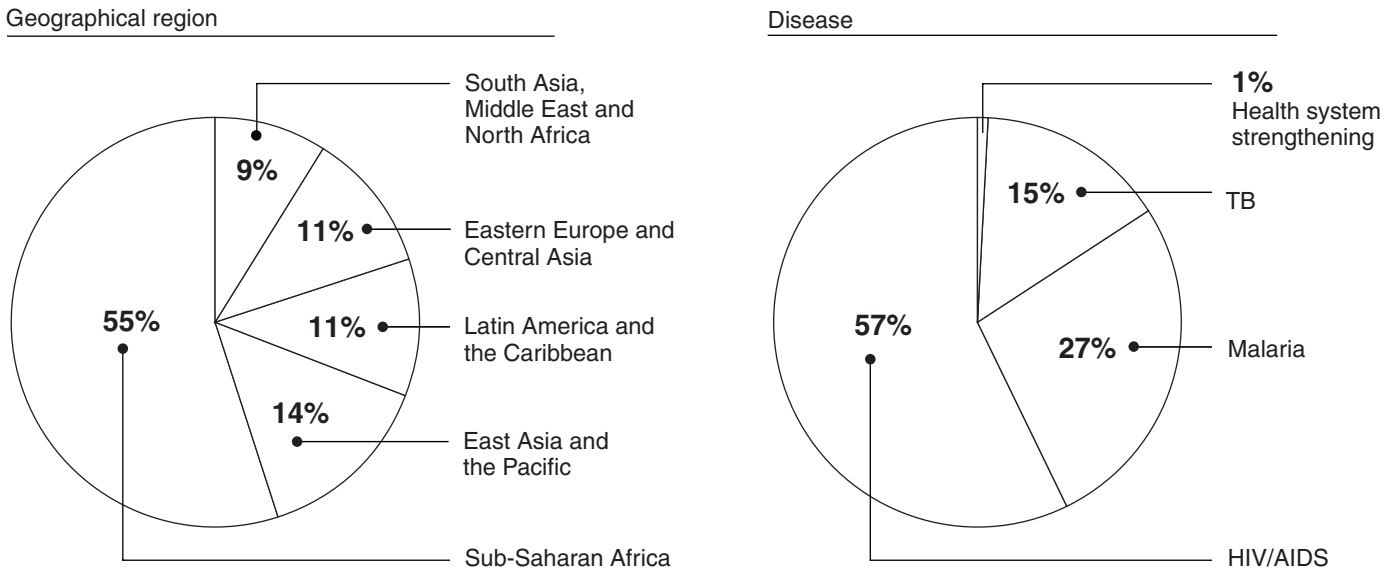 Geographical region
South Asia,
Middle East and
North Africa
9%
11%
Eastern Europe and
Central Asia
11%
Latin America and
the Caribbean
55%
14%
East Asia and
the Pacific
Sub-Saharan Africa
Disease
1%
Health system
strengthening
15%
TB
57%
27%
Malaria
HIV/AIDS